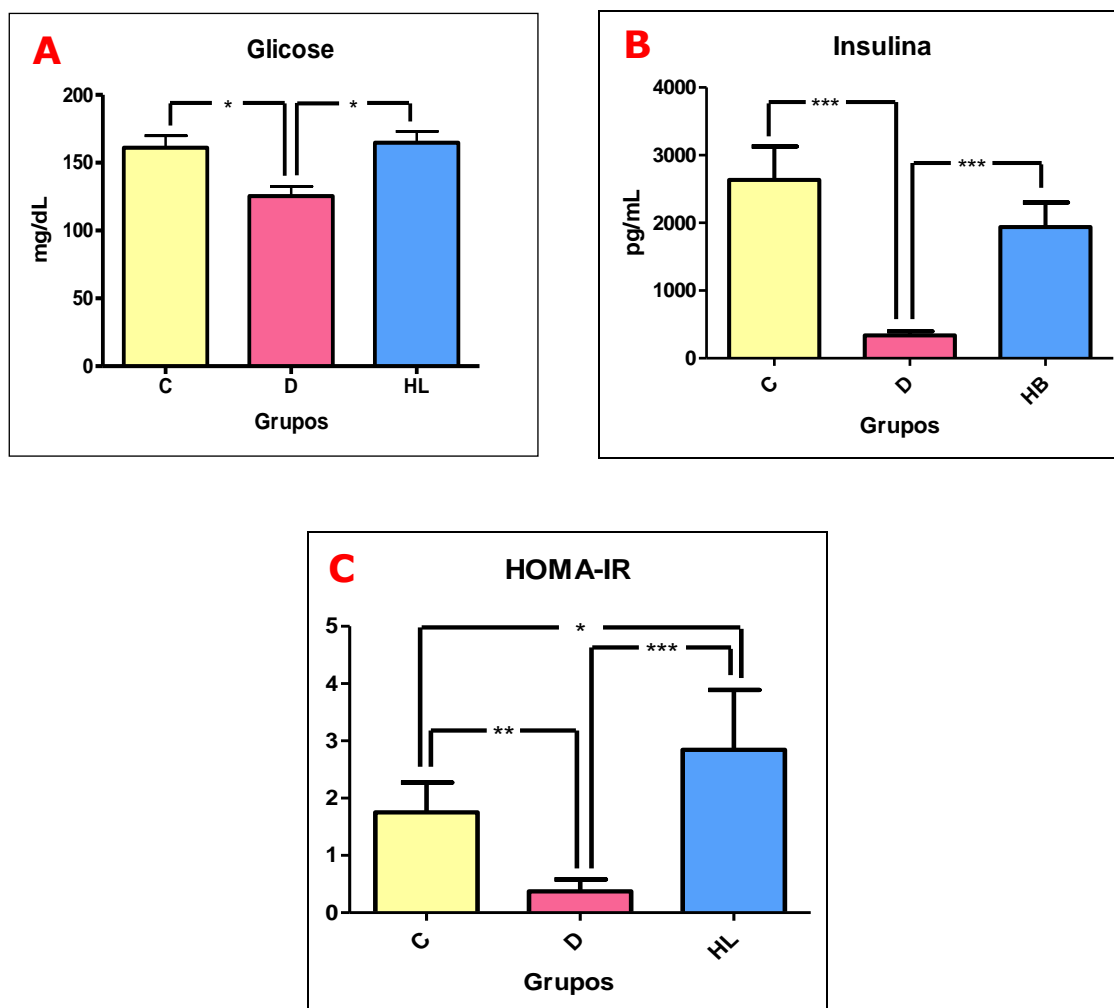 A
Glicose
200
150
100
50
0
mg/dL
*
*
C D HL
Grupos
B
Insulina
4000
3000
2000
1000
0
pg/mL
***
***
C D HB
Grupos
C
HOMA-IR
5
4
3
2
1
0
*
***
**
C D HL
Grupos